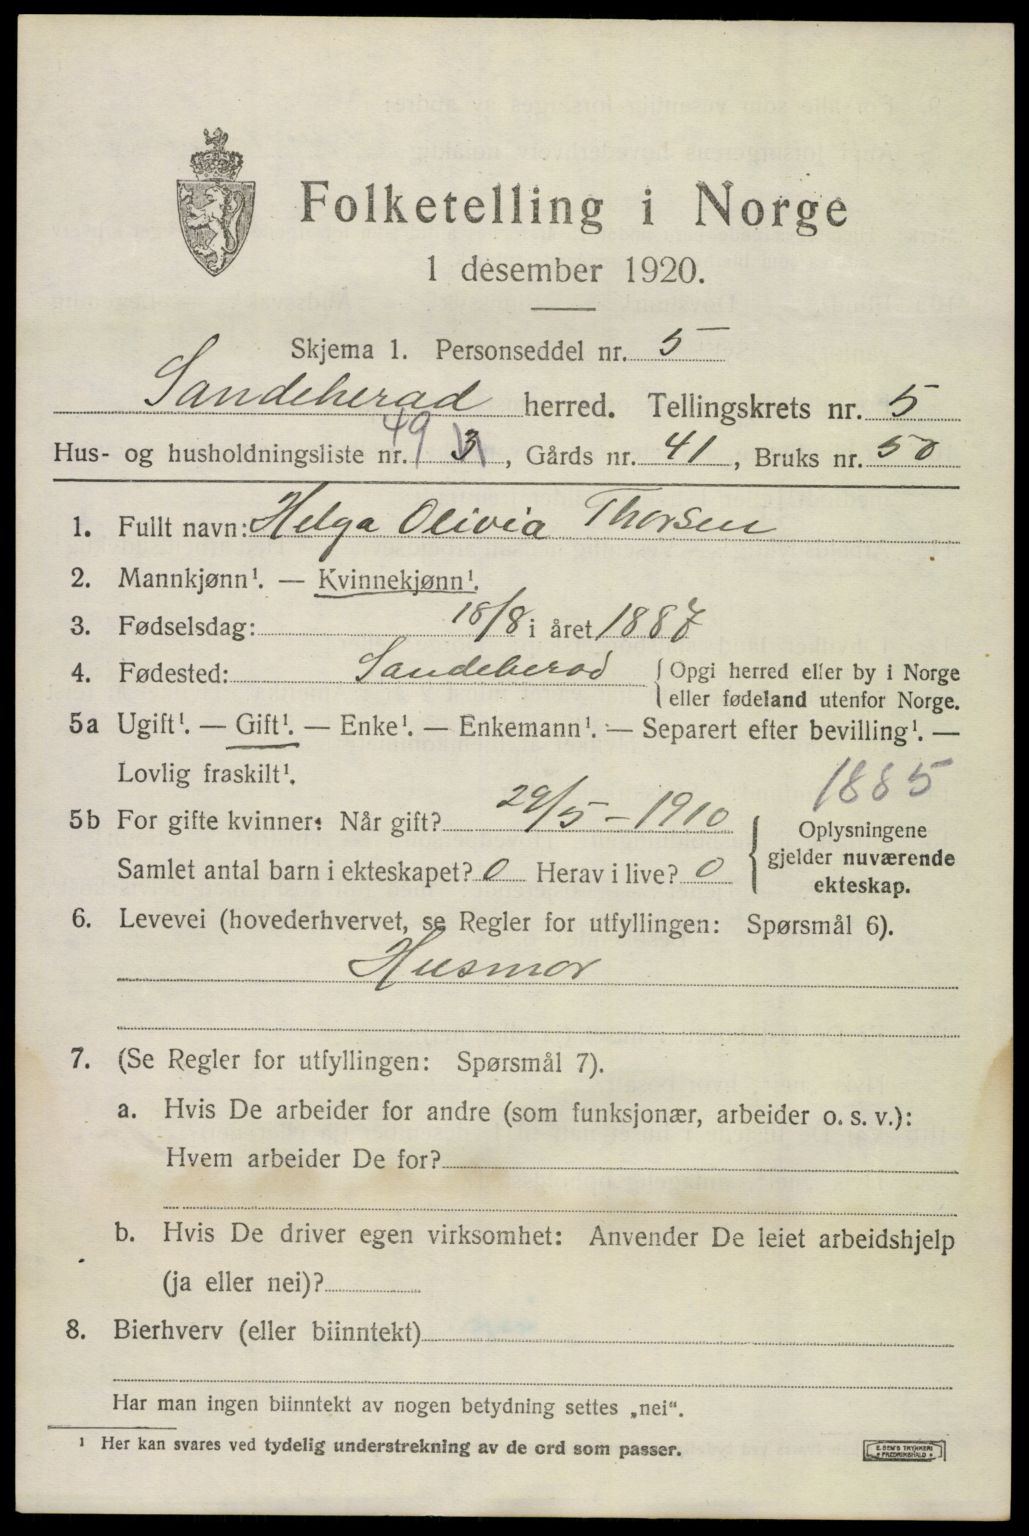 Folketelling i Norge
1 desember 1920.
Skjema 1. Personseddel nr. 5
Sandeherad herred. Tellingskrets nr. 5
49
Hus- og husholdningsliste nr. 3, Gårds nr. 41, Bruks nr. 50
1. Fullt navn: Helga Olivia Thorsen
2. Mannkjønn¹. — Kvinnekjønn¹.
3. Fødselsdag: 18/8 i året 1887
4. Fødested: Sandeherad { Opgi herred eller by i Norge
eller fødeland utenfor Norge.
5a Ugift¹. — Gift¹. — Enke¹. — Enkemann¹. — Separert efter bevilling¹. —
Lovlig fraskilt¹.
1885
5b For gifte kvinner: Når gift? 29/5 - 1910 { Oplysningene
gjelder nuværende
ekteskap.
Samlet antal barn i ekteskapet? 0 Herav i live? 0
6. Levevei (hovederhvervet, se Regler for utfyllingen: Spørsmål 6).
Husmor
7. (Se Regler for utfyllingen: Spørsmål 7).
a. Hvis De arbeider for andre (som funksjonær, arbeider o. s. v.):
Hvem arbeider De for?
b. Hvis De driver egen virksomhet: Anvender De leiet arbeidshjelp
(ja eller nei)?
8. Bierhverv (eller biinntekt) nei
Har man ingen biinntekt av nogen betydning settes „nei".
¹ Her kan svares ved tydelig understrekning av de ord som passer.
E. SEM'S TRYKKERI
FREDRIKSHALD